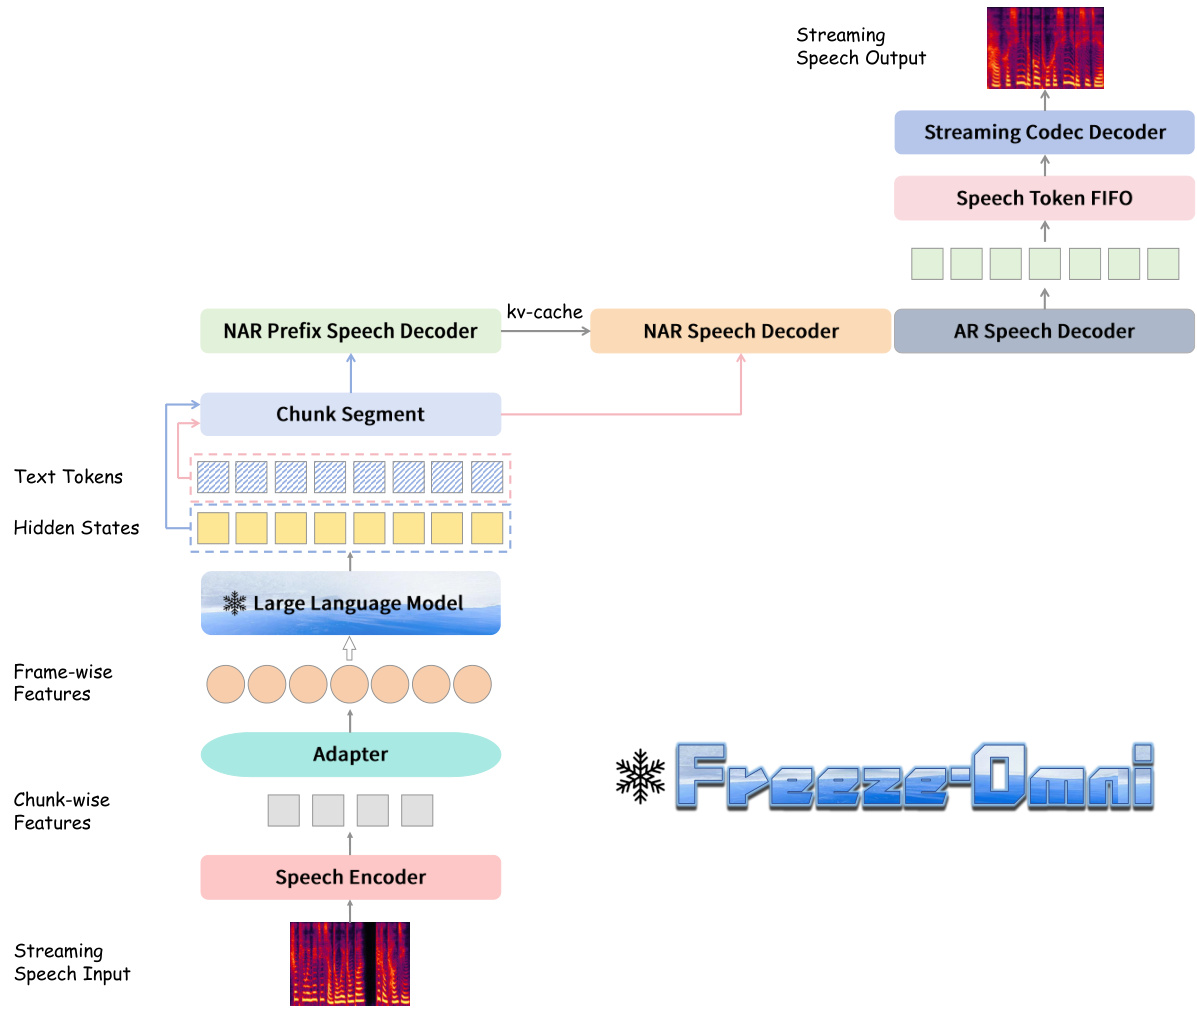 Streaming
Speech Output
Streaming Codec Decoder
Speech Token FIFO
NAR Prefix Speech Decoder
kv-cache
NAR Speech Decoder
AR Speech Decoder
Chunk Segment
Text Tokens
Hidden States
Large Language Model
Frame-wise
Features
Adapter
Freeze-Omni
Chunk-wise
Features
Speech Encoder
Streaming
Speech Input